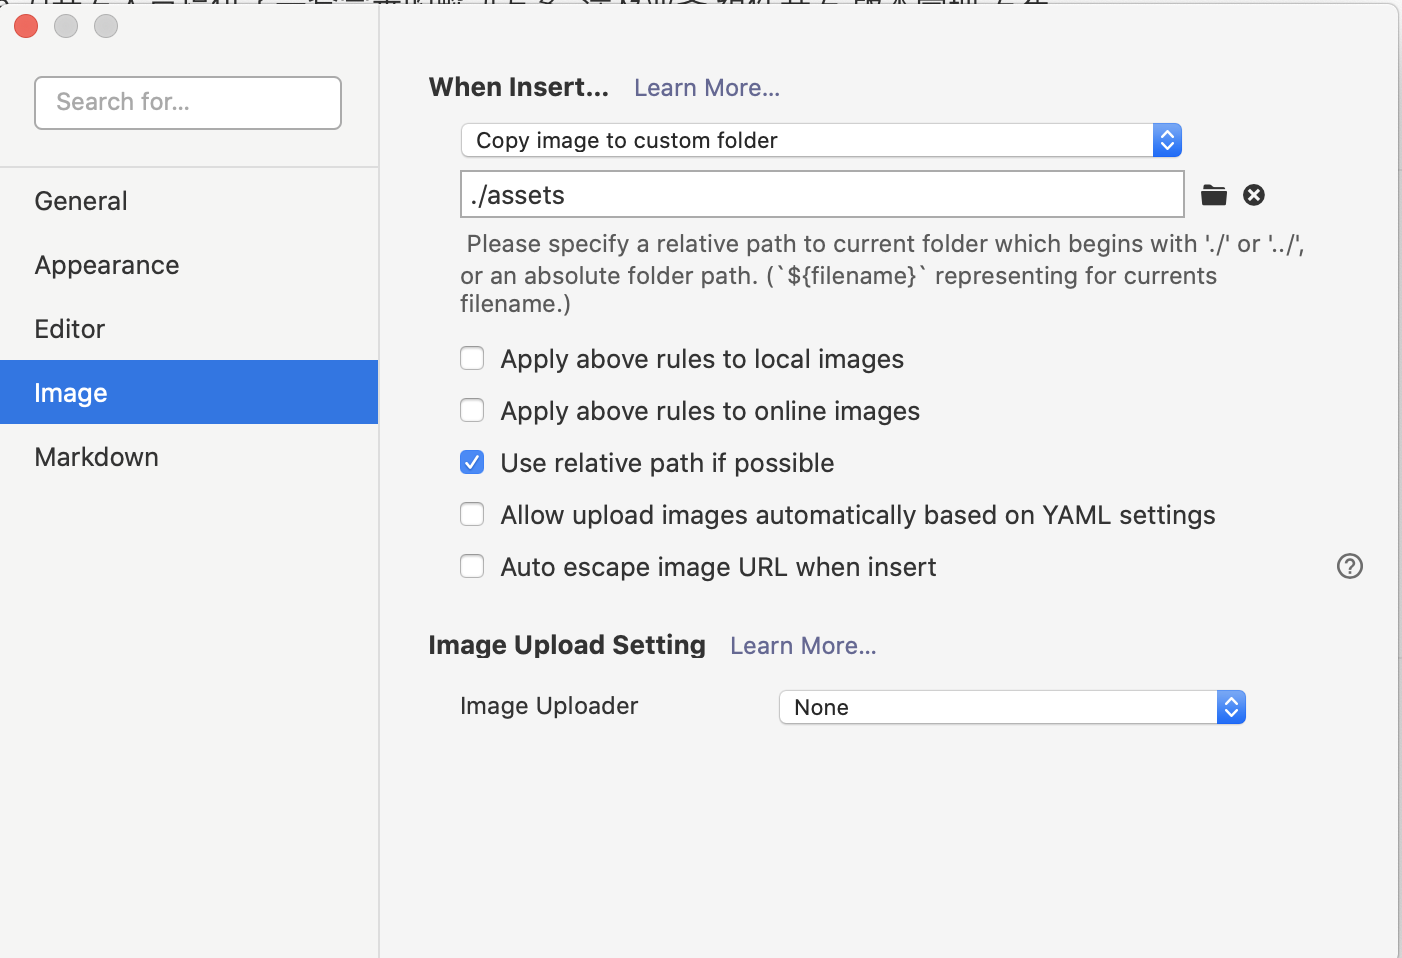 Search for...
General
Appearance
Editor
Image
Markdown
When Insert... Learn More...
Copy image to custom folder
./assets
Please specify a relative path to current folder which begins with './' or '../',
or an absolute folder path. (`${filename}` representing for currents
filename.)
Apply above rules to local images
Apply above rules to online images
Use relative path if possible
Allow upload images automatically based on YAML settings
Auto escape image URL when insert
Image Upload Setting Learn More...
Image Uploader
None